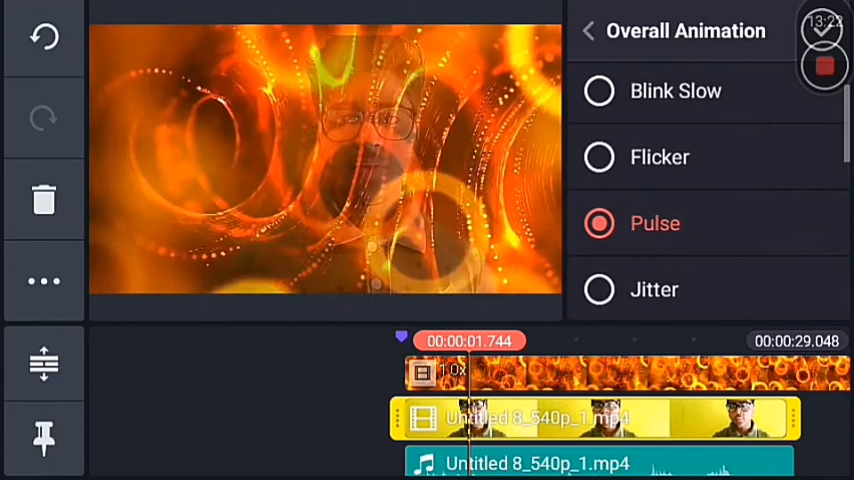 13:22
Overall Animation
Blink Slow
Flicker
Pulse
Jitter
00:00:01.744
00:00:29.048
1.0x
Untitled 8_540p_1.mp4
Untitled 8_540p_1.mp4